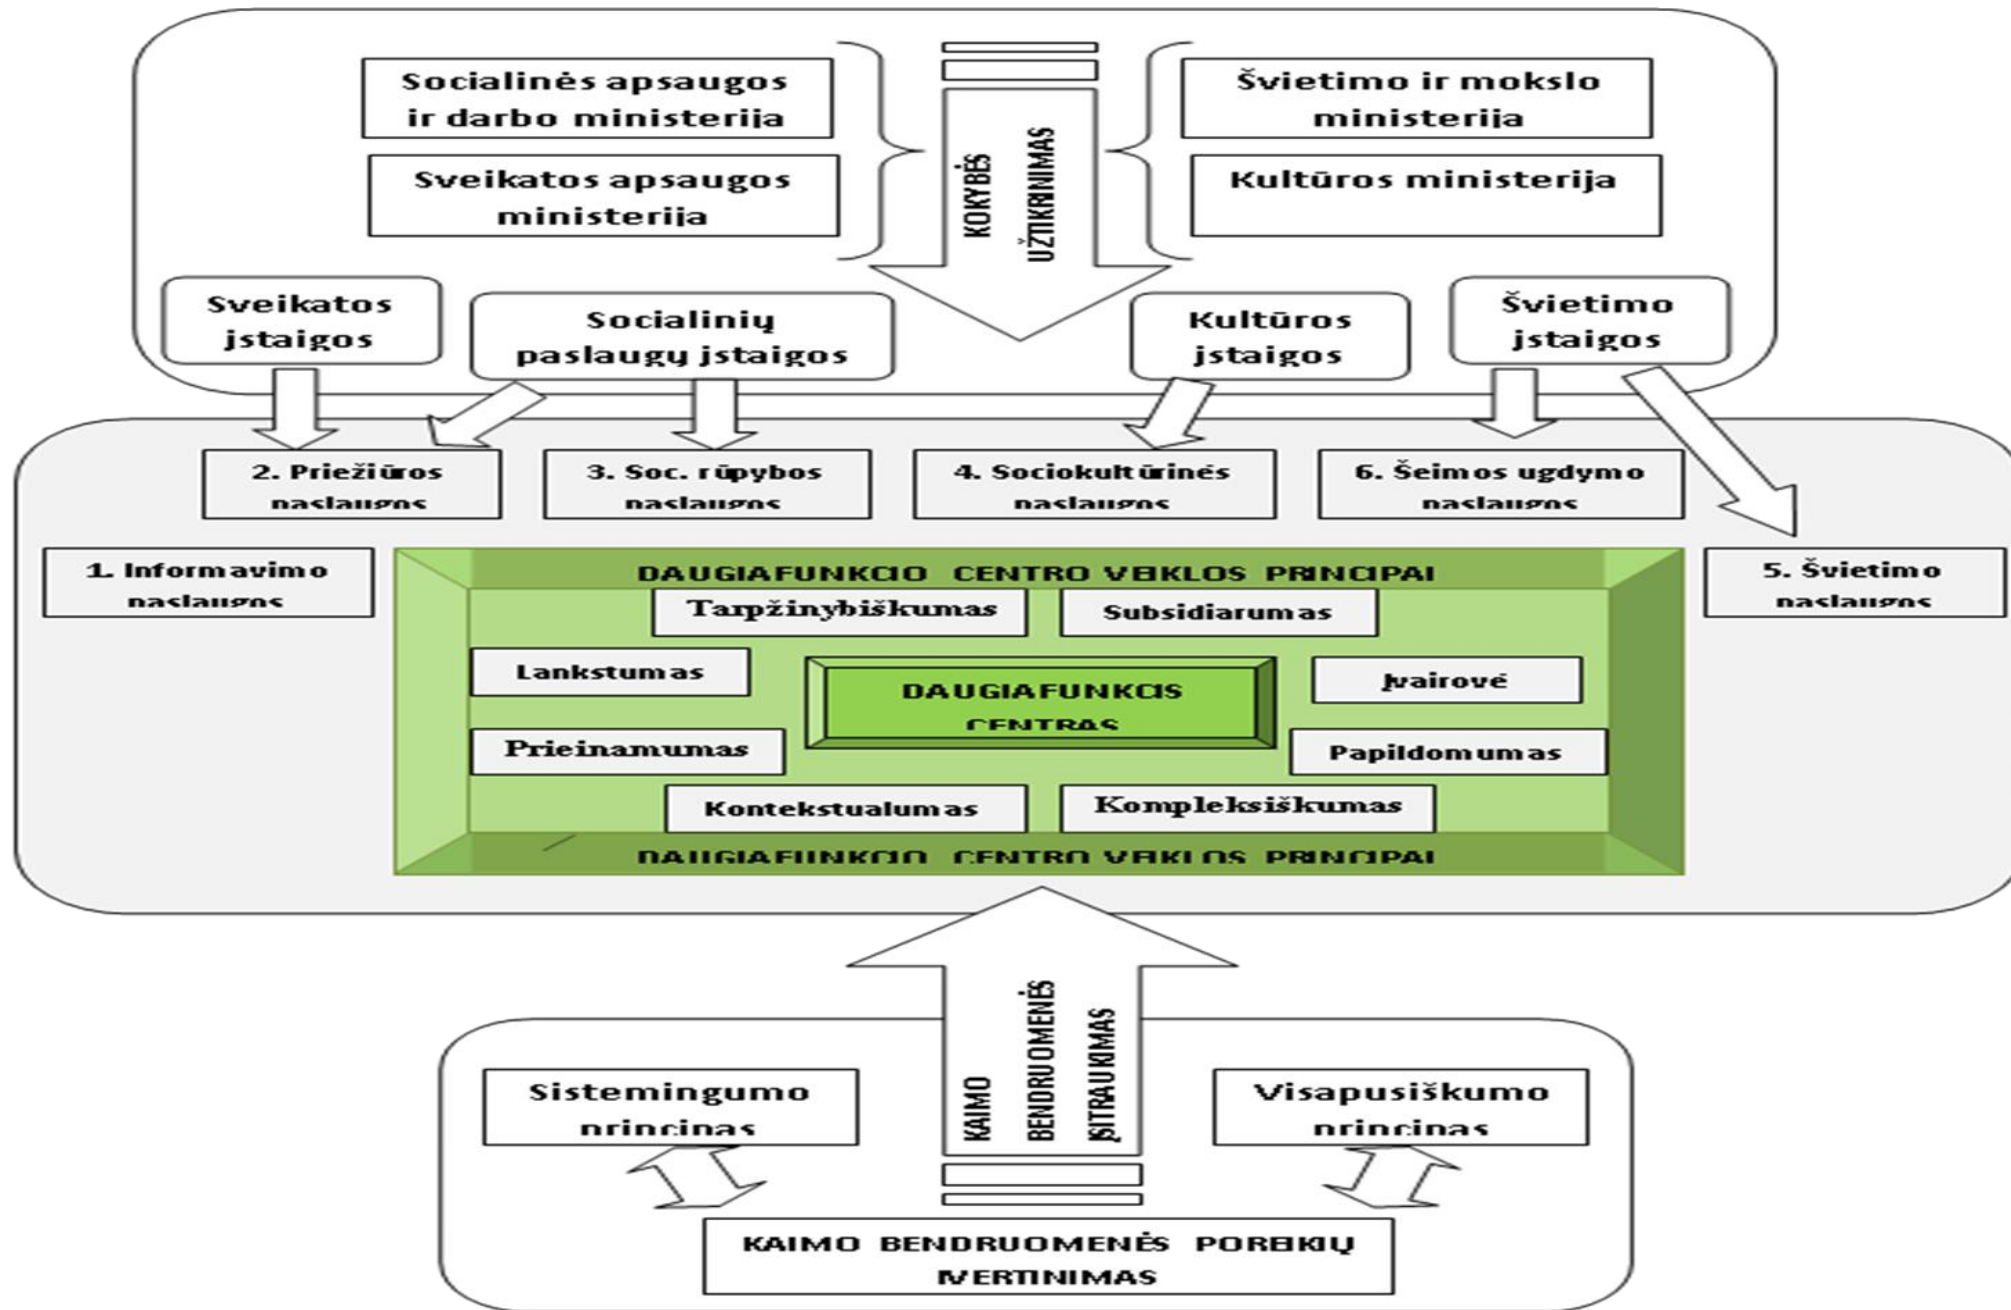 Socialinės apsaugos
ir darbo ministerija
Sveikatos apsaugos
ministerija
KOKYBĖS
UŽTIKRINIMAS
Švietimo ir mokslo
ministerija
Kultūros ministerija
Sveikatos
įstaigos
Socialinių
paslaugų įstaigos
Kultūros
įstaigos
Švietimo
įstaigos
2. Priežiūros
paslaugos
3. Soc. rūpybos
paslaugos
4. Sociokultūrinės
paslaugos
6. Šeimos ugdymo
paslaugos
1. Informavimo
paslaugos
5. Švietimo
paslaugos
DAUGIAFUNKCIO CENTRO VEIKLOS PRINCIPAI
Tarpžinybiškumas
Subsidiarumas
Lankstumas
Įvairovė
DAUGIAFUNKCIS
CENTRAS
Prieinamumas
Papildomumas
Kontekstualumas
Kompleksiškumas
DAUGIAFUNKCIO CENTRO VEIKLOS PRINCIPAI
KAIMO
BENDRUOMENĖS
ĮSITRAUKIMAS
Sistemingumo
principas
Visapusiškumo
principas
KAIMO BENDRUOMENĖS POREIKIŲ
ĮVERTINIMAS